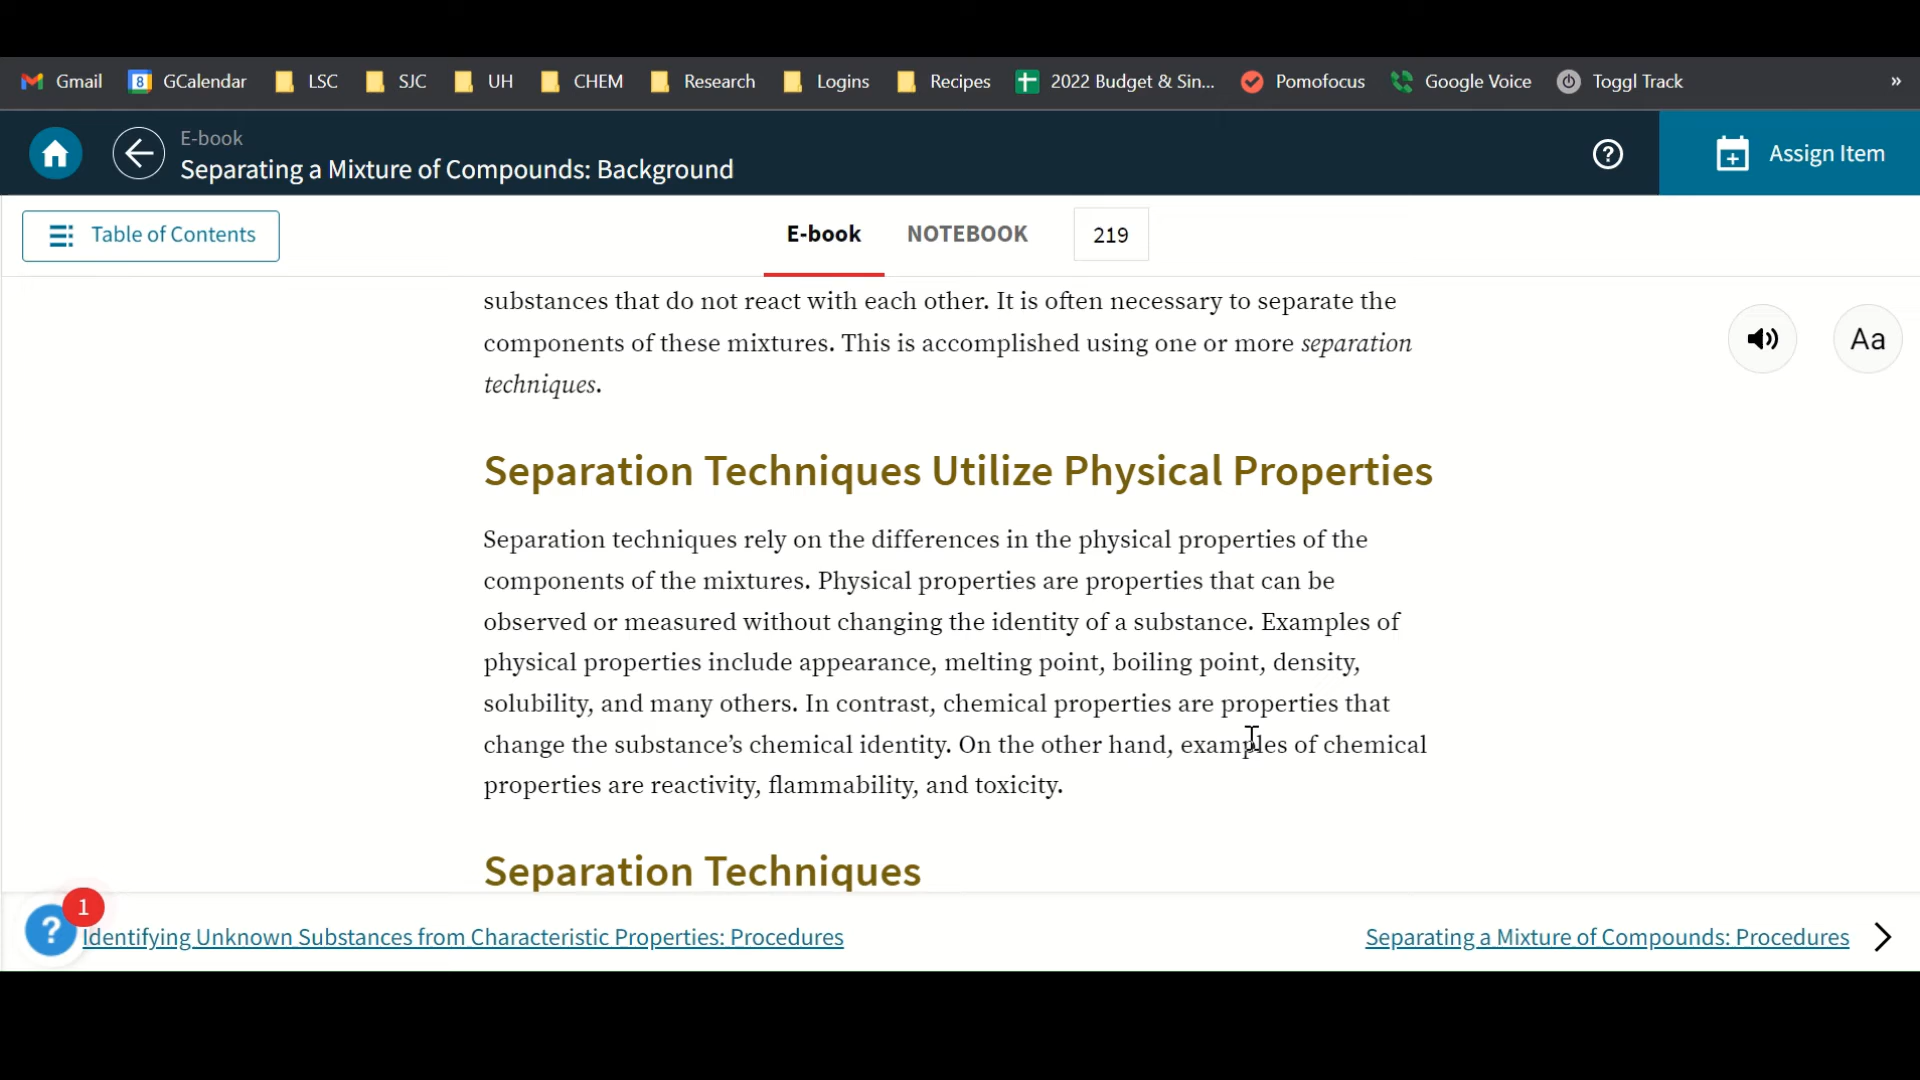 Gmail 8 GCalendar LSC SJC UH CHEM Research Logins Recipes 2022 Budget & Sin... Pomofocus Google Voice Toggl Track »
E-book
Separating a Mixture of Compounds: Background
? Assign Item
Table of Contents
E-book NOTEBOOK 219
substances that do not react with each other. It is often necessary to separate the
components of these mixtures. This is accomplished using one or more separation
techniques.
Aa
Separation Techniques Utilize Physical Properties
Separation techniques rely on the differences in the physical properties of the
components of the mixtures. Physical properties are properties that can be
observed or measured without changing the identity of a substance. Examples of
physical properties include appearance, melting point, boiling point, density,
solubility, and many others. In contrast, chemical properties are properties that
change the substance's chemical identity. On the other hand, examples of chemical
properties are reactivity, flammability, and toxicity.
Separation Techniques
? 1
Identifying Unknown Substances from Characteristic Properties: Procedures
Separating a Mixture of Compounds: Procedures